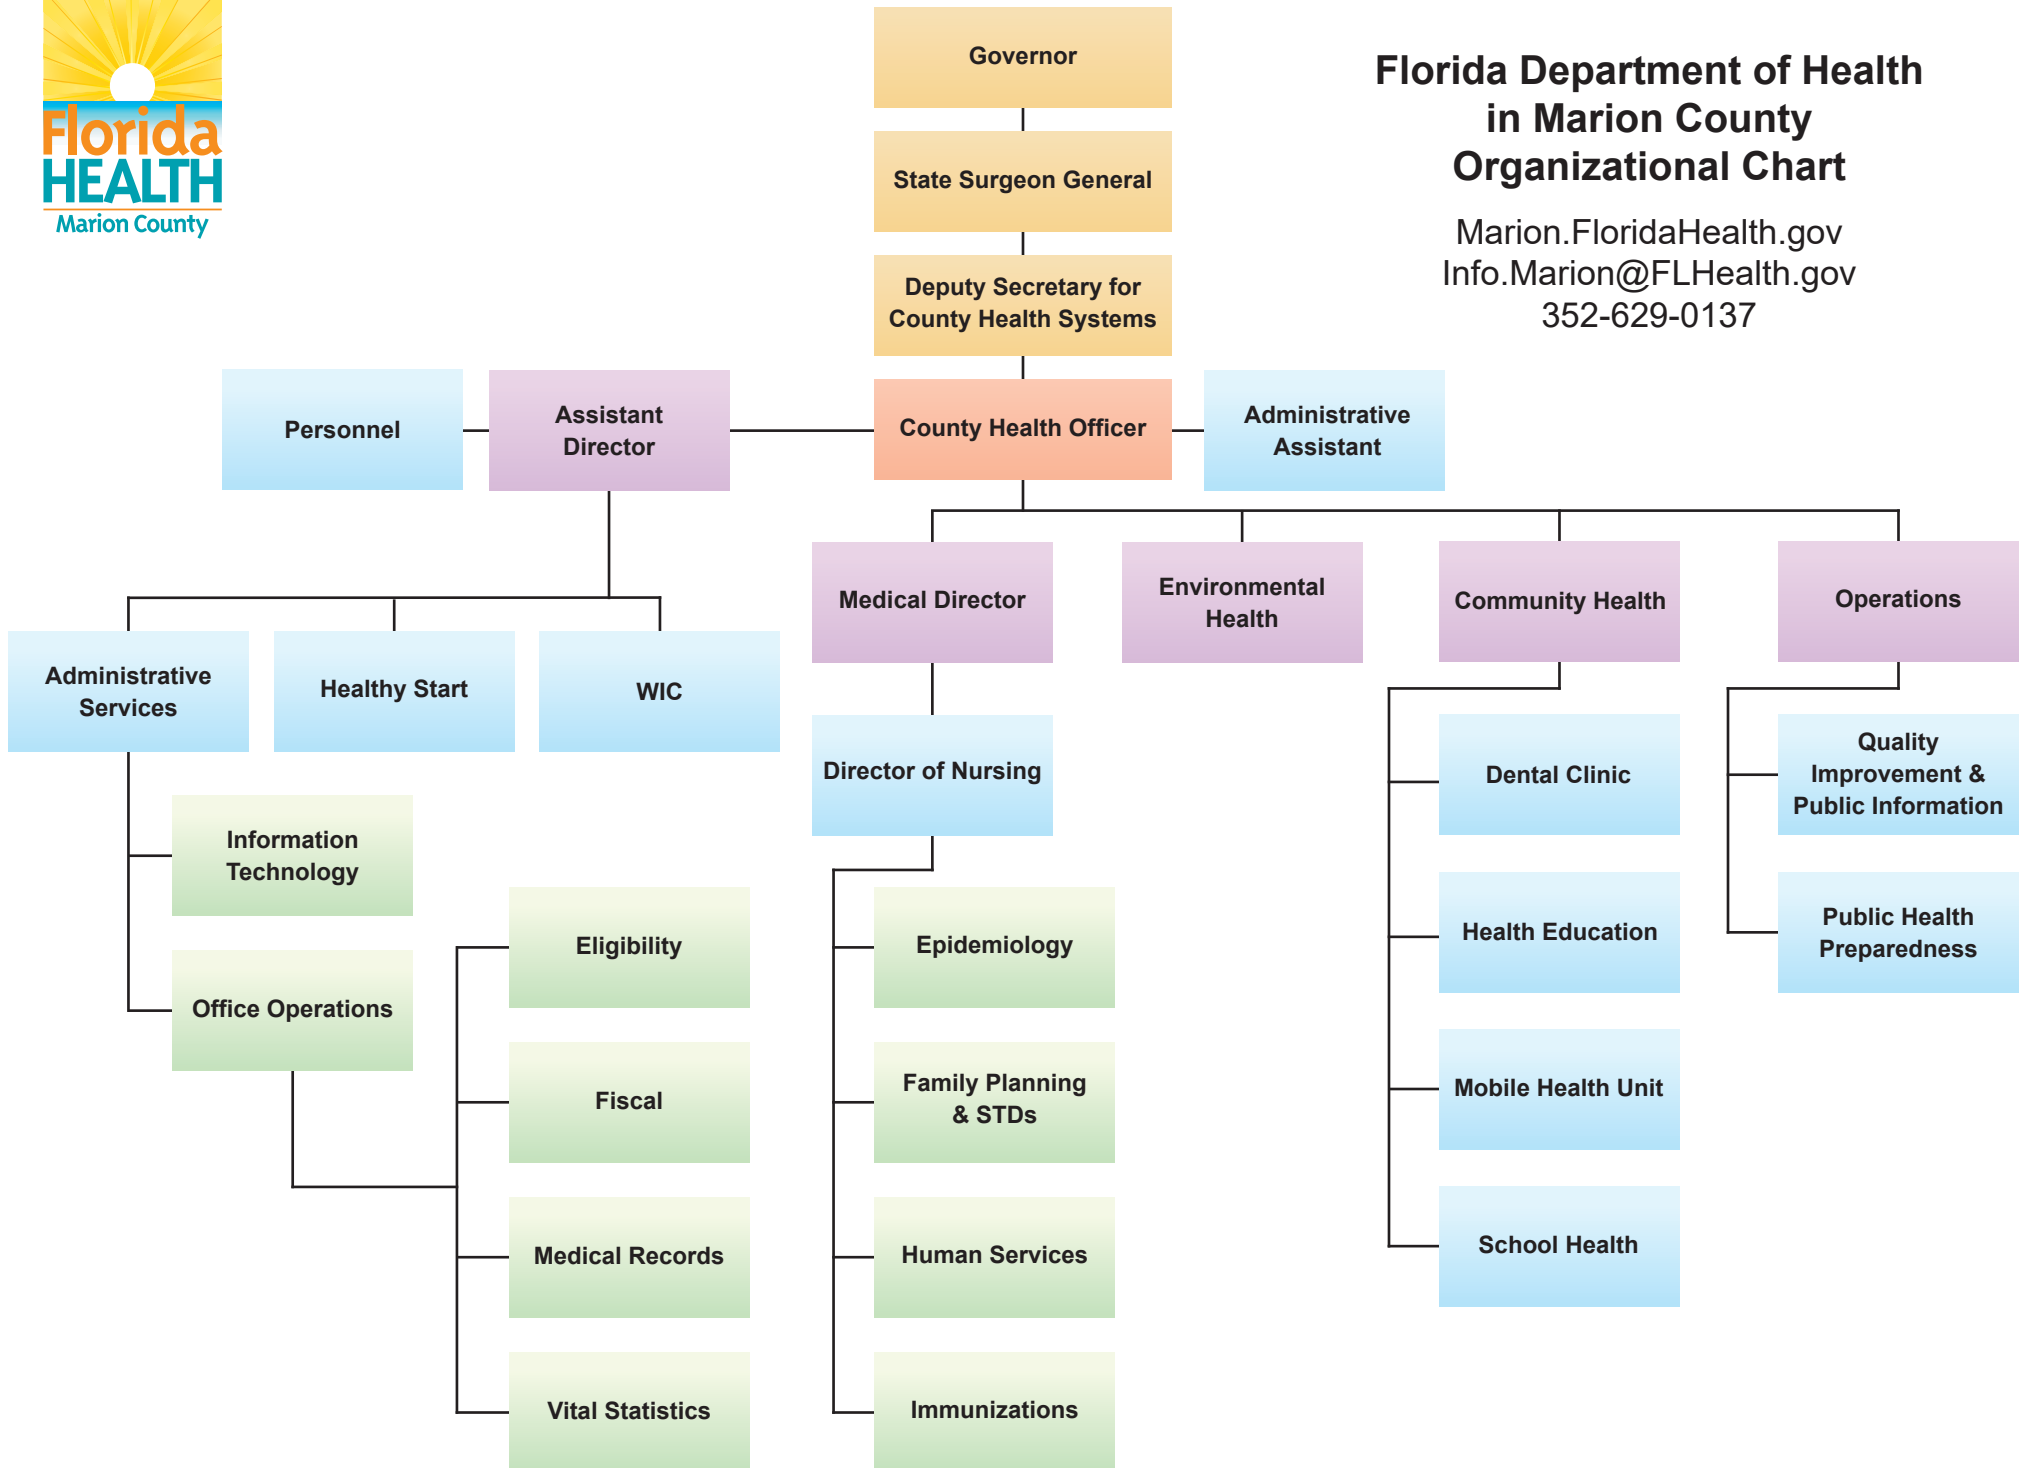 Florida
HEALTH
Marion County
Florida Department of Health
in Marion County
Organizational Chart
Marion.FloridaHealth.gov
Info.Marion@FLHealth.gov
352-629-0137
Governor
State Surgeon General
Deputy Secretary for
County Health Systems
Personnel
Assistant
Director
County Health Officer
Administrative
Assistant
Medical Director
Environmental
Health
Community Health
Operations
Administrative
Services
Healthy Start
WIC
Director of Nursing
Dental Clinic
Quality
Improvement &
Public Information
Information
Technology
Eligibility
Epidemiology
Health Education
Public Health
Preparedness
Office Operations
Fiscal
Family Planning
& STDs
Mobile Health Unit
Medical Records
Human Services
School Health
Vital Statistics
Immunizations